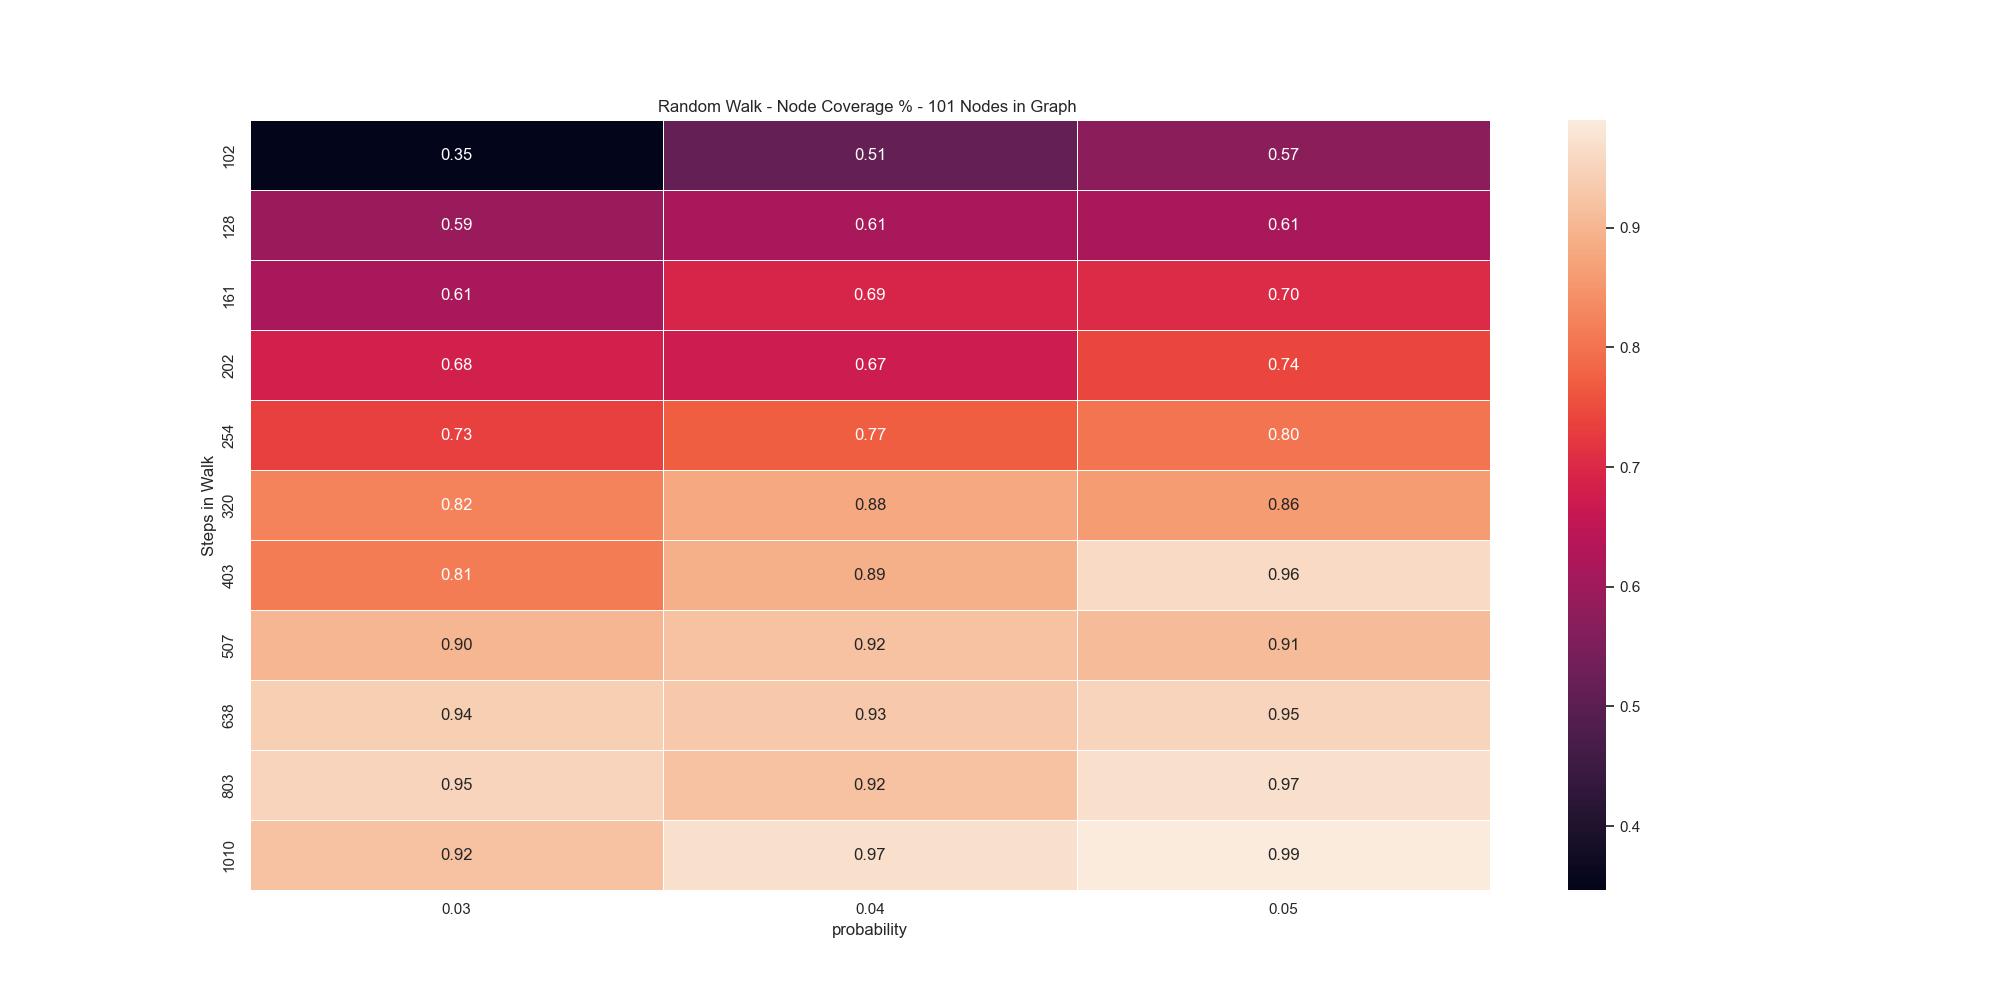 Random Walk - Node Coverage % - 101 Nodes in Graph
Steps in Walk
102 0.35 0.51 0.57
128 0.59 0.61 0.61
161 0.61 0.69 0.70
202 0.68 0.67 0.74
254 0.73 0.77 0.80
320 0.82 0.88 0.86
403 0.81 0.89 0.96
507 0.90 0.92 0.91
638 0.94 0.93 0.95
803 0.95 0.92 0.97
1010 0.92 0.97 0.99
0.03 0.04 0.05
probability
0.9
0.8
0.7
0.6
0.5
0.4